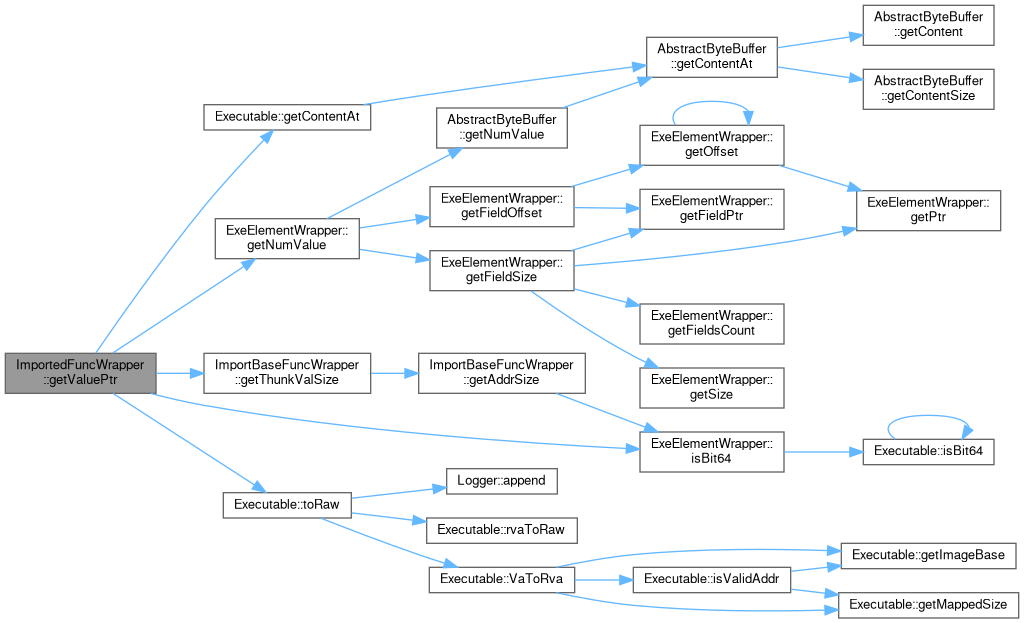 AbstractByteBuffer
::getContent
AbstractByteBuffer
::getContentAt
AbstractByteBuffer
::getContentSize
Executable::getContentAt
AbstractByteBuffer
::getNumValue
ExeElementWrapper::
getOffset
ExeElementWrapper::
getFieldOffset
ExeElementWrapper::
getFieldPtr
ExeElementWrapper::
getPtr
ExeElementWrapper::
getNumValue
ExeElementWrapper::
getFieldSize
ExeElementWrapper::
getFieldsCount
ImportedFuncWrapper
::getValuePtr
ImportBaseFuncWrapper
::getThunkValSize
ImportBaseFuncWrapper
::getAddrSize
ExeElementWrapper::
getSize
ExeElementWrapper::
isBit64
Executable::isBit64
Logger::append
Executable::toRaw
Executable::rvaToRaw
Executable::getImageBase
Executable::VaToRva
Executable::isValidAddr
Executable::getMappedSize